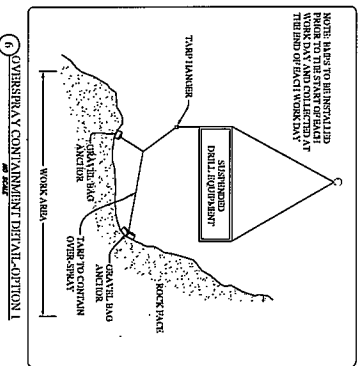 NOTE: BMPS TO BE INSTALLED
PRIOR TO THE START OF EACH
WORK DAY AND COLLECTED AT
THE END OF EACH WORK DAY
SUSPENDED
DRILL EQUIPMENT
TARP HANGER
ROCK FACE
GRAVEL BAG
ANCHOR
GRAVEL BAG
ANCHOR
TARP TO CONTAIN
OVER-SPRAY
WORK AREA
6 OVERSPRAY CONTAINMENT DETAIL-OPTION 1
NO SCALE